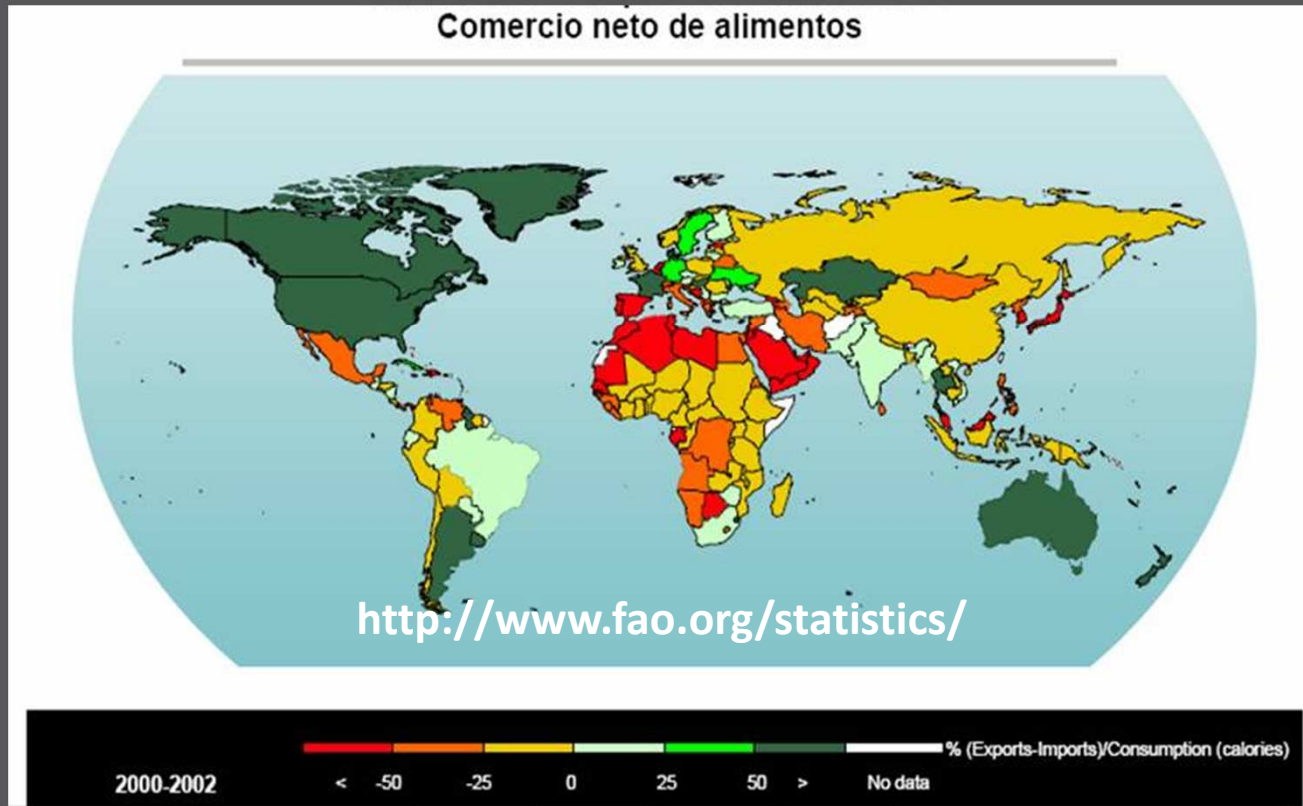 Comercio neto de alimentos
http://www.fao.org/statistics/
% (Exports-Imports)/Consumption (calories)
2000-2002 < -50 -25 0 25 50 > No data